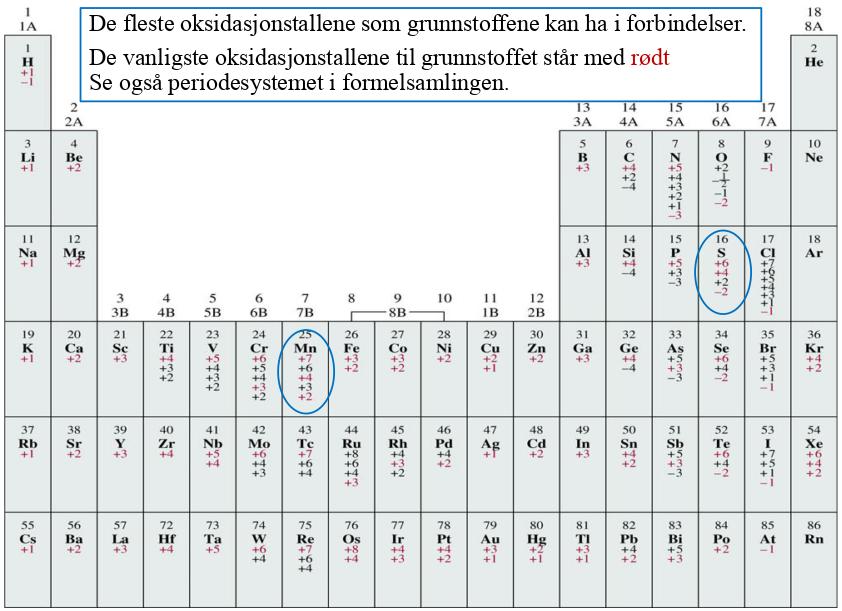 De fleste oksidasjonstallene som grunnstoffene kan ha i forbindelser.
De vanligste oksidasjonstallene til grunnstoffet står med rødt
Se også periodesystemet i formelsamlingen.
1 18
1A 8A
1 2
H He
+1
−1
2 13 14 15 16 17
2A 3A 4A 5A 6A 7A
3 4 5 6 7 8 9 10
Li Be B C N O F Ne
+1 +2 +3 +4 +5 +2 −1
+2 +4 −1/2
−4 +3 −1
+2 −2
+1
−3
11 12 13 14 15 16 17 18
Na Mg Al Si P S Cl Ar
+1 +2 +3 +4 +5 +6 +7
−4 +3 +4 +6
−3 +2 +5
−2 +4
+3
+1
−1
3 4 5 6 7 8 9 10 11 12
3B 4B 5B 6B 7B 8B 1B 2B
19 20 21 22 23 24 25 26 27 28 29 30 31 32 33 34 35 36
K Ca Sc Ti V Cr Mn Fe Co Ni Cu Zn Ga Ge As Se Br Kr
+1 +2 +3 +4 +5 +6 +7 +3 +3 +2 +2 +2 +3 +4 +5 +6 +5 +4
+3 +4 +5 +6 +2 +2 +1 −4 +3 +4 +3 +2
+2 +3 +4 +4 −3 −2 +1
+2 +3 +3 −1
+2 +2
37 38 39 40 41 42 43 44 45 46 47 48 49 50 51 52 53 54
Rb Sr Y Zr Nb Mo Tc Ru Rh Pd Ag Cd In Sn Sb Te I Xe
+1 +2 +3 +4 +5 +6 +7 +8 +4 +4 +1 +2 +3 +4 +5 +6 +7 +6
+4 +4 +6 +6 +3 +2 +2 +3 +4 +5 +4
+3 +4 +4 +2 −3 −2 +1 +2
+3 −1
55 56 57 72 73 74 75 76 77 78 79 80 81 82 83 84 85 86
Cs Ba La Hf Ta W Re Os Ir Pt Au Hg Tl Pb Bi Po At Rn
+1 +2 +3 +4 +5 +6 +7 +8 +4 +4 +3 +2 +3 +4 +5 +2 −1
+4 +6 +4 +3 +2 +1 +1 +1 +2 +3
+4